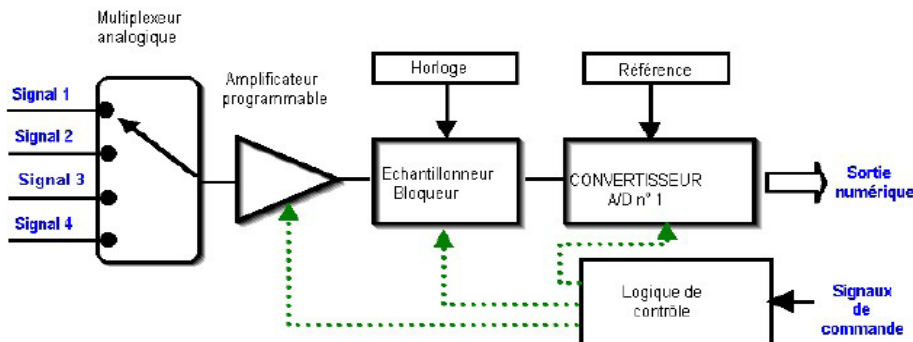 Multiplexeur
analogique
Amplificateur
programmable
Horloge
Référence
Signal 1
Signal 2
Signal 3
Signal 4
Echantillonneur
Bloqueur
CONVERTISSEUR
A/D n° 1
Sortie
numérique
Logique de
contrôle
Signaux
de
commande